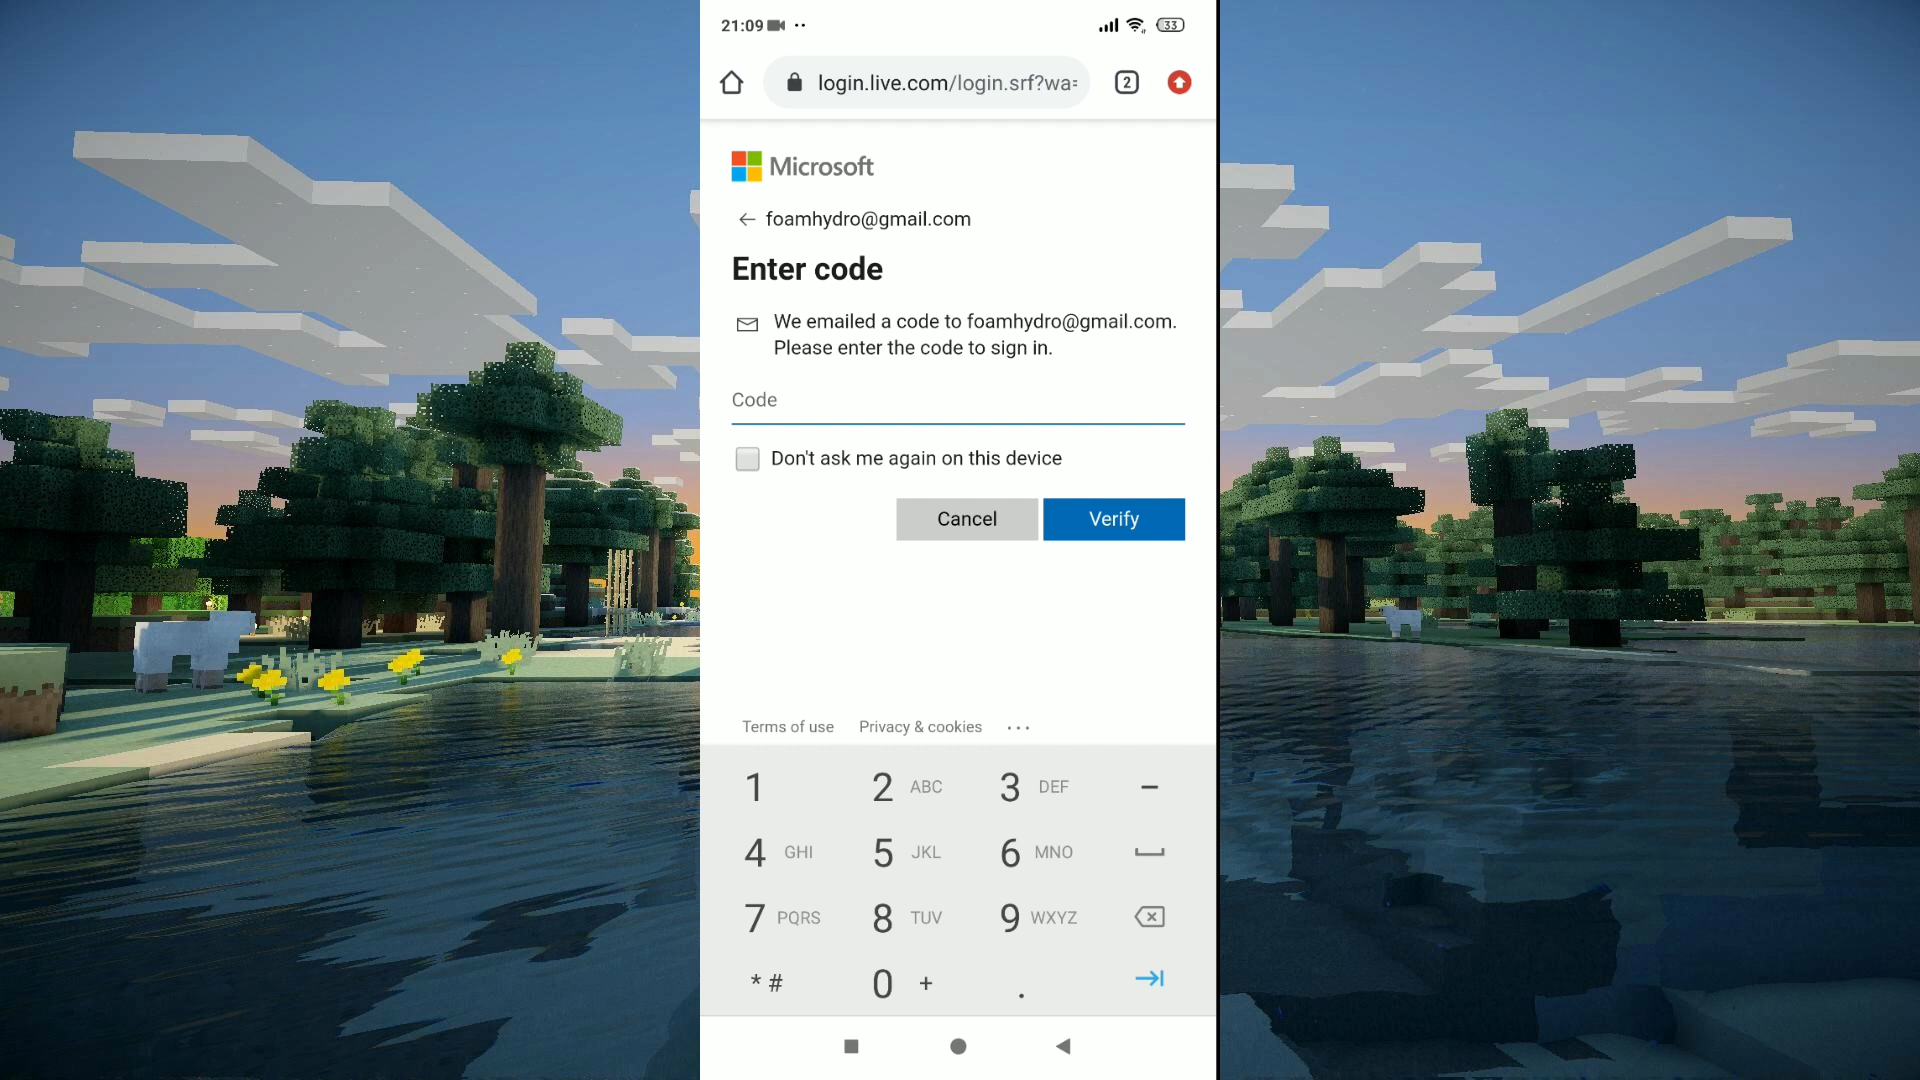 21:09
33
login.live.com/login.srf?wa=
2
Microsoft
foamhydro@gmail.com
Enter code
We emailed a code to foamhydro@gmail.com.
Please enter the code to sign in.
Code
Don't ask me again on this device
Cancel Verify
Terms of use Privacy & cookies ...
1 2 ABC 3 DEF -
4 GHI 5 JKL 6 MNO
7 PQRS 8 TUV 9 WXYZ
* # 0 + .